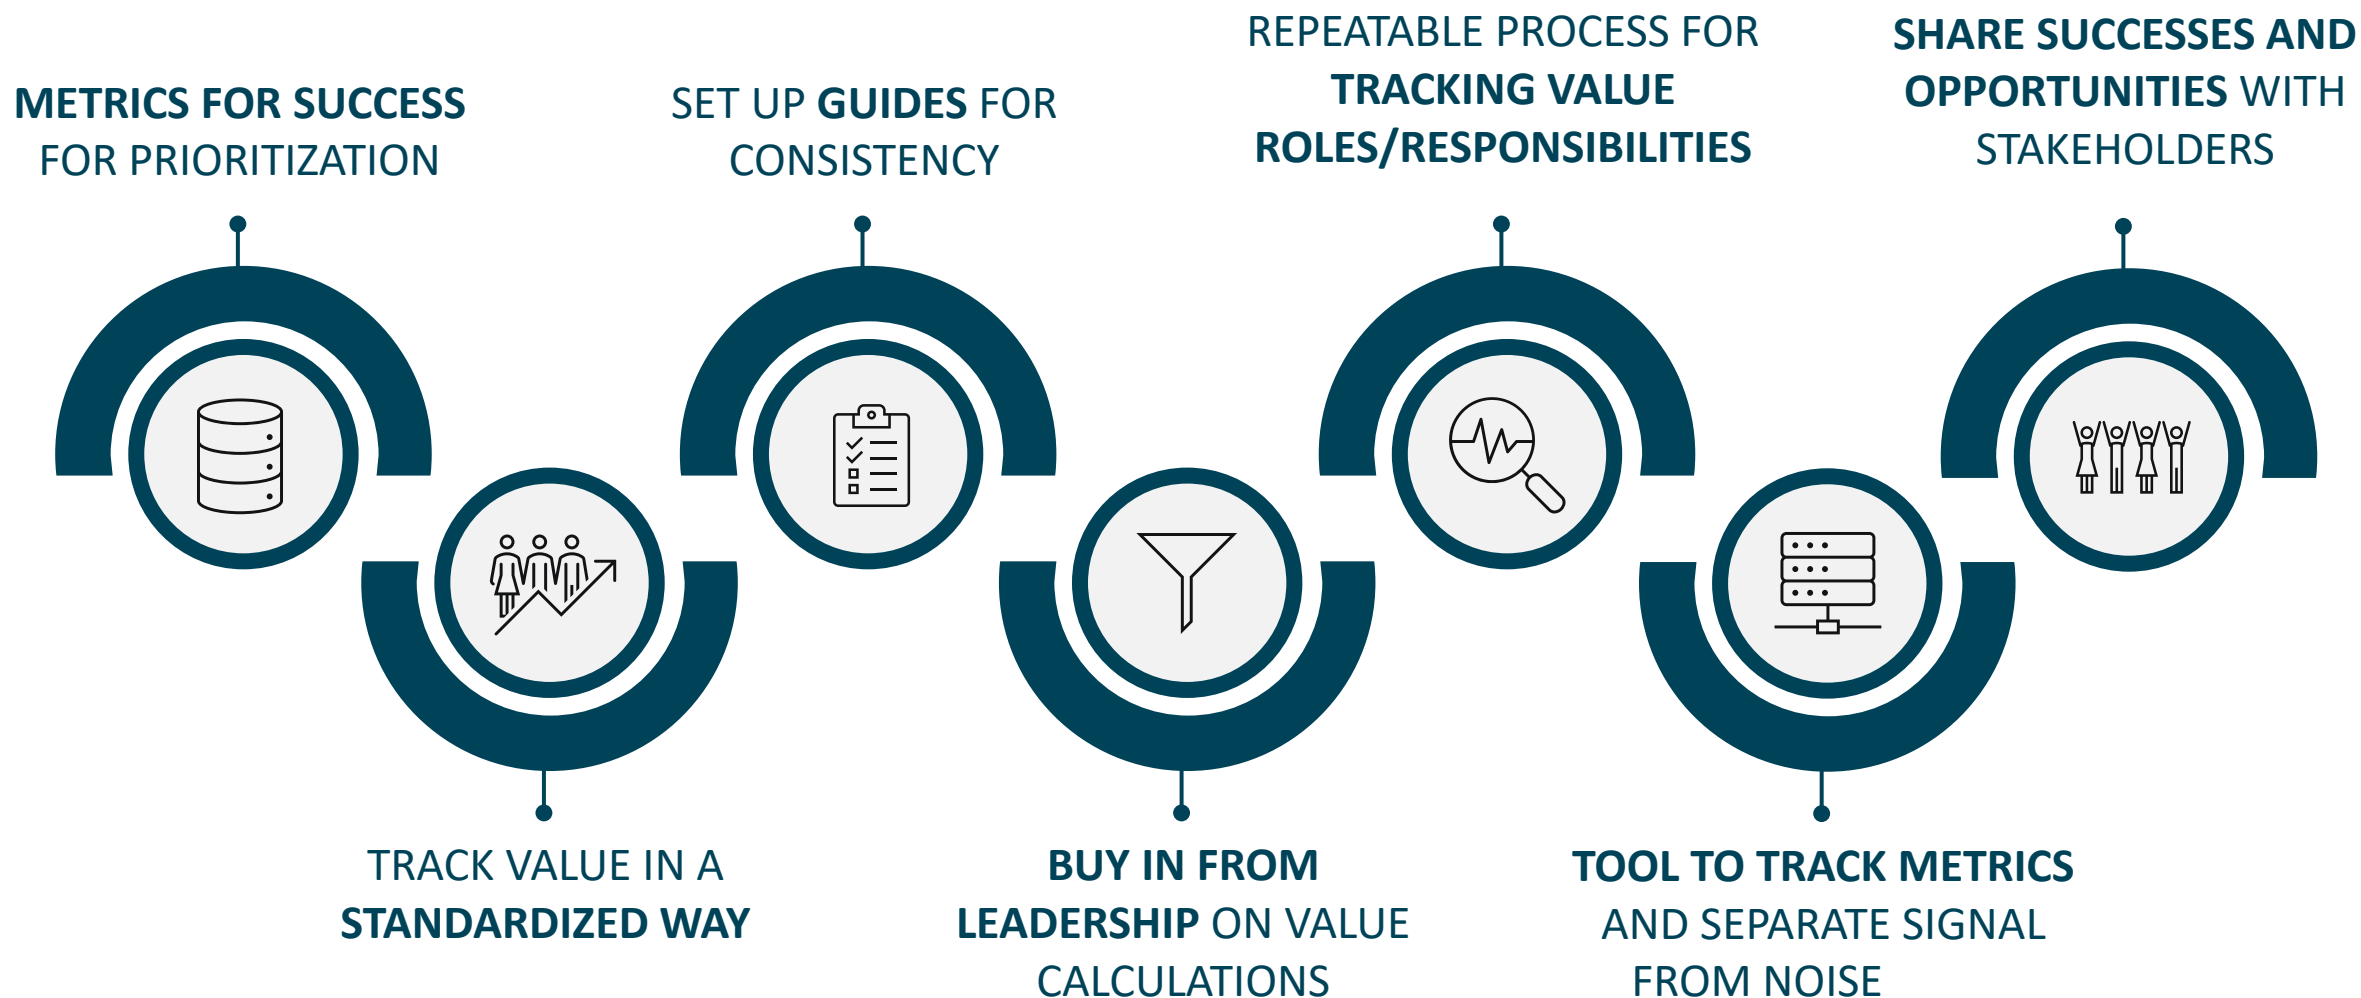 METRICS FOR SUCCESS
FOR PRIORITIZATION
TRACK VALUE IN A
STANDARDIZED WAY
SET UP GUIDES FOR
CONSISTENCY
BUY IN FROM
LEADERSHIP ON VALUE
CALCULATIONS
REPEATABLE PROCESS FOR
TRACKING VALUE
ROLES/RESPONSIBILITIES
TOOL TO TRACK METRICS
AND SEPARATE SIGNAL
FROM NOISE
SHARE SUCCESSES AND
OPPORTUNITIES WITH
STAKEHOLDERS